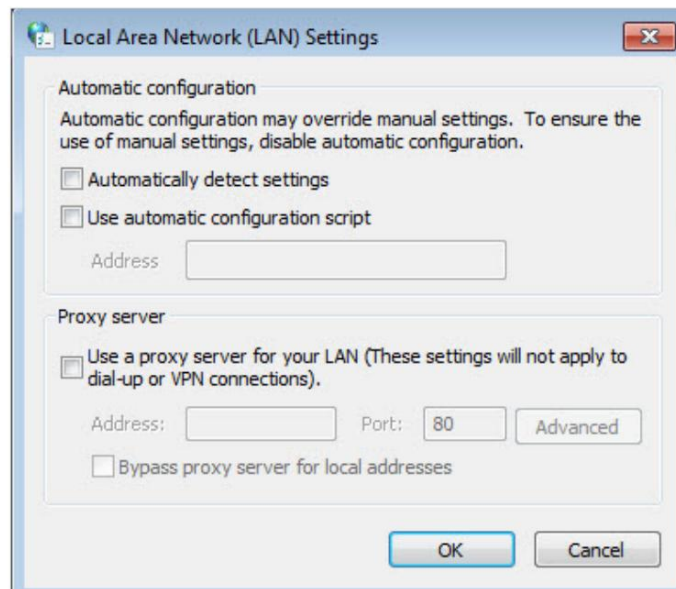 Local Area Network (LAN) Settings
Automatic configuration
Automatic configuration may override manual settings.  To ensure the
use of manual settings, disable automatic configuration.
Automatically detect settings
Use automatic configuration script
Address
Proxy server
Use a proxy server for your LAN (These settings will not apply to
dial-up or VPN connections).
Address: Port: 80 Advanced
Bypass proxy server for local addresses
OK Cancel